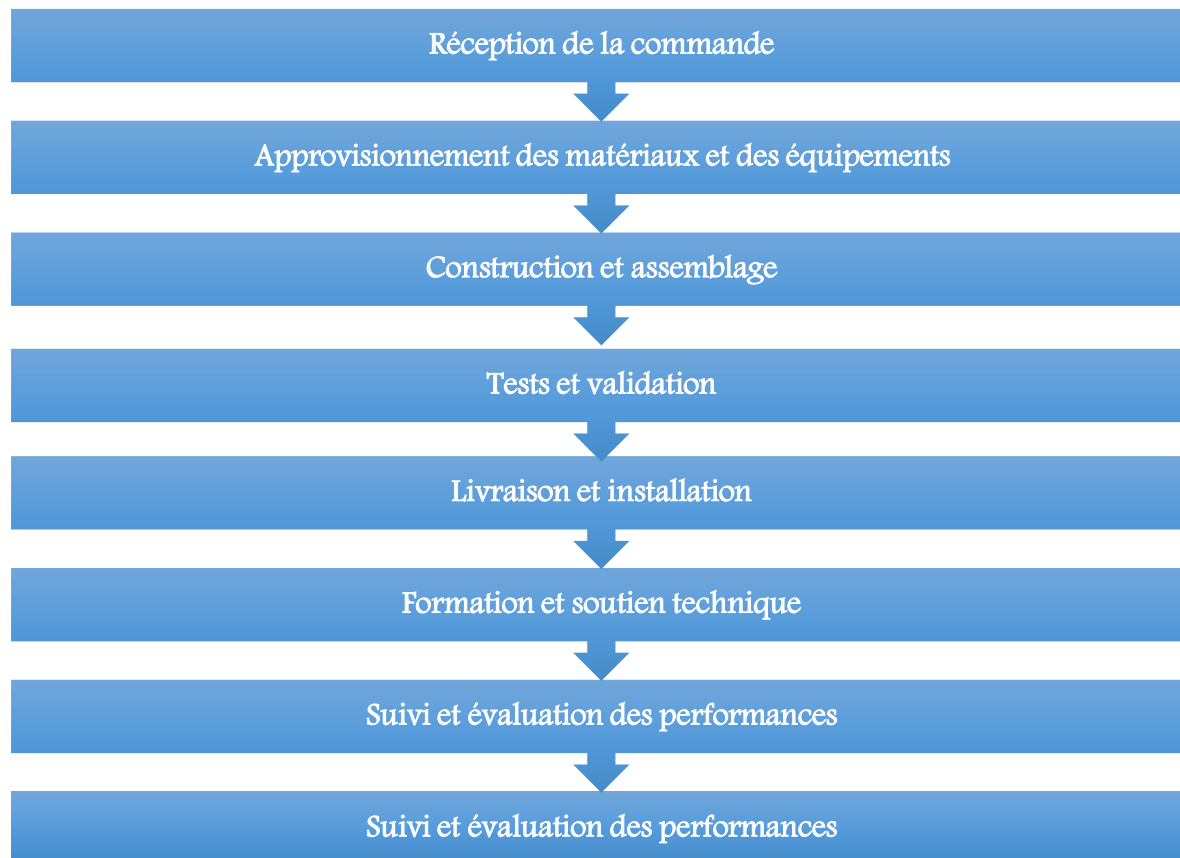 Réception de la commande
Approvisionnement des matériaux et des équipements
Construction et assemblage
Tests et validation
Livraison et installation
Formation et soutien technique
Suivi et évaluation des performances
Suivi et évaluation des performances